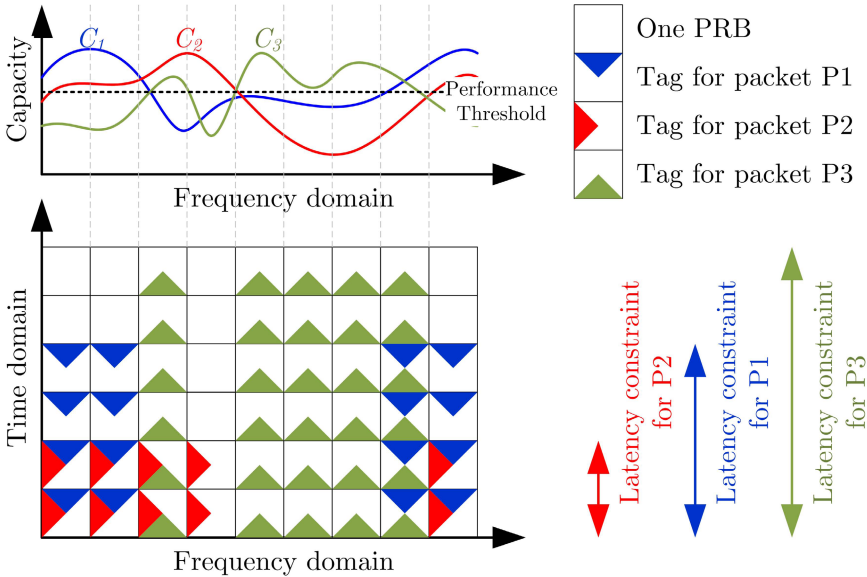 C1
C2
C3
Capacity
Performance
Threshold
Frequency domain
One PRB
Tag for packet P1
Tag for packet P2
Tag for packet P3
Time domain
Frequency domain
Latency constraint
for P2
Latency constraint
for P1
Latency constraint
for P3